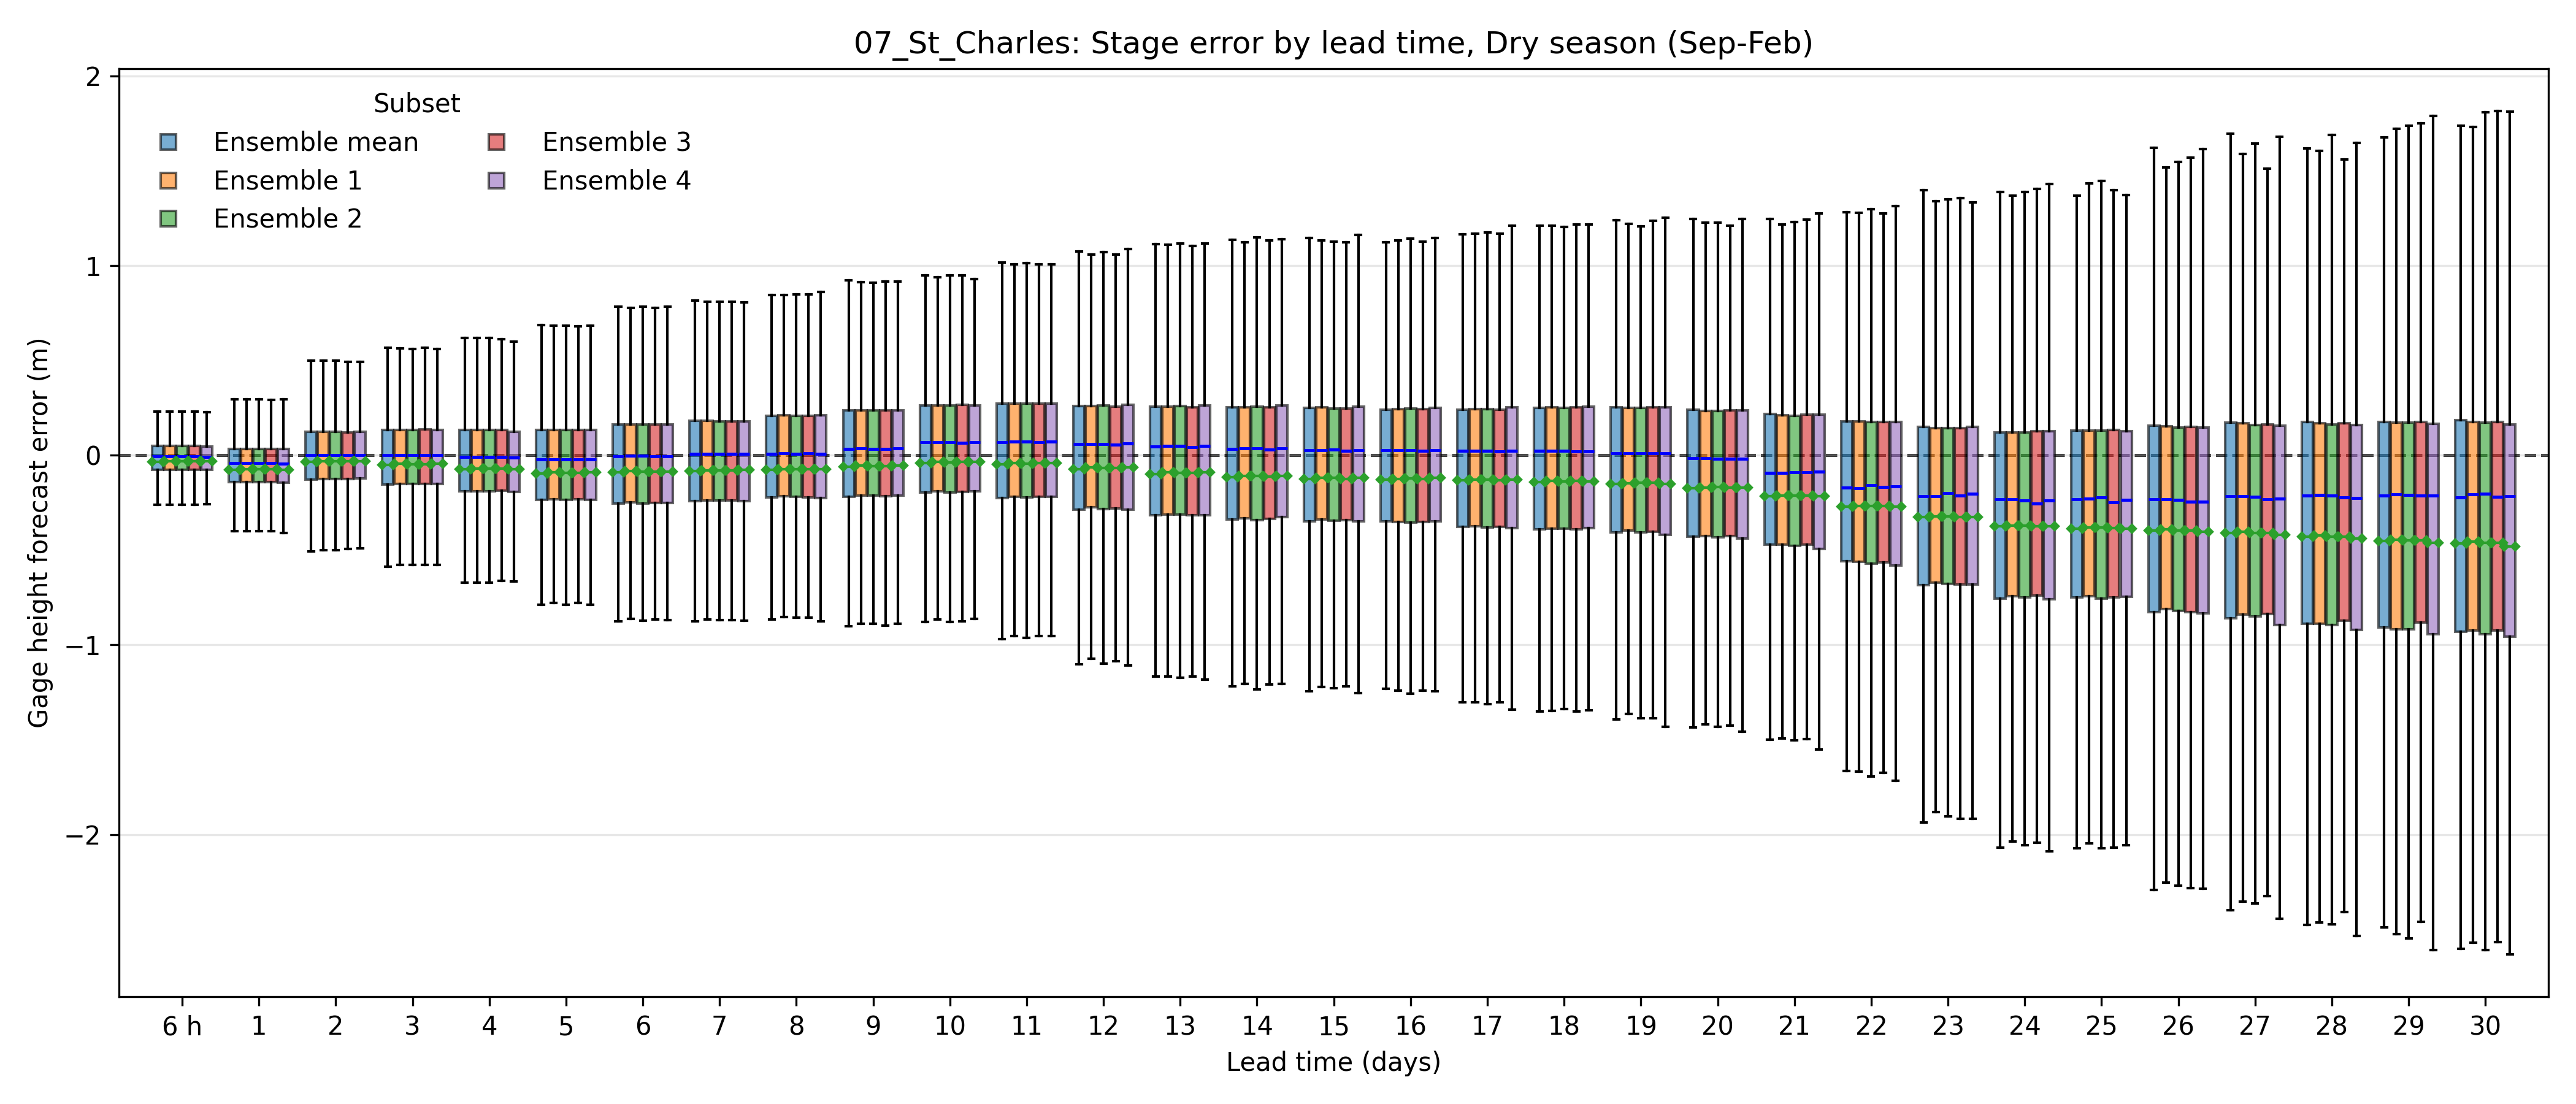 07_St_Charles: Stage error by lead time, Dry season (Sep-Feb)
Subset
Ensemble mean
Ensemble 1
Ensemble 2
Ensemble 3
Ensemble 4
Gage height forecast error (m)
2
1
0
−1
−2
6 h 1 2 3 4 5 6 7 8 9 10 11 12 13 14 15 16 17 18 19 20 21 22 23 24 25 26 27 28 29 30
Lead time (days)